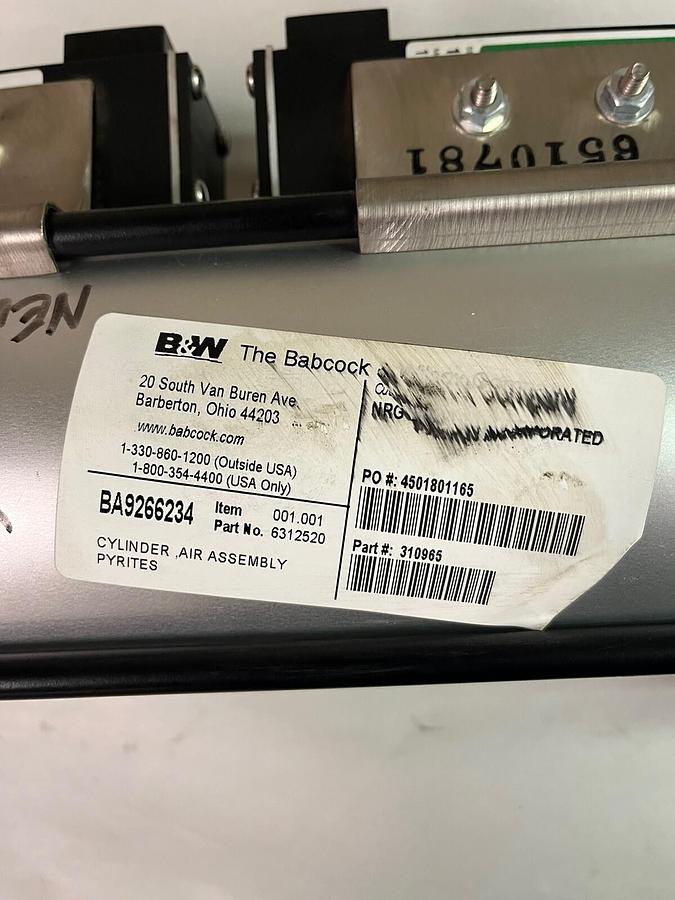 6510781
NEW
B&W The Babcock
20 South Van Buren Ave
Barberton, Ohio 44203
www.babcock.com
1-330-860-1200 (Outside USA)
1-800-354-4400 (USA Only)
BA9266234
Item 001.001
Part No. 6312520
CYLINDER ,AIR ASSEMBLY
PYRITES
Company
NRG
ORATED
PO #: 4501801165
Part #: 310965